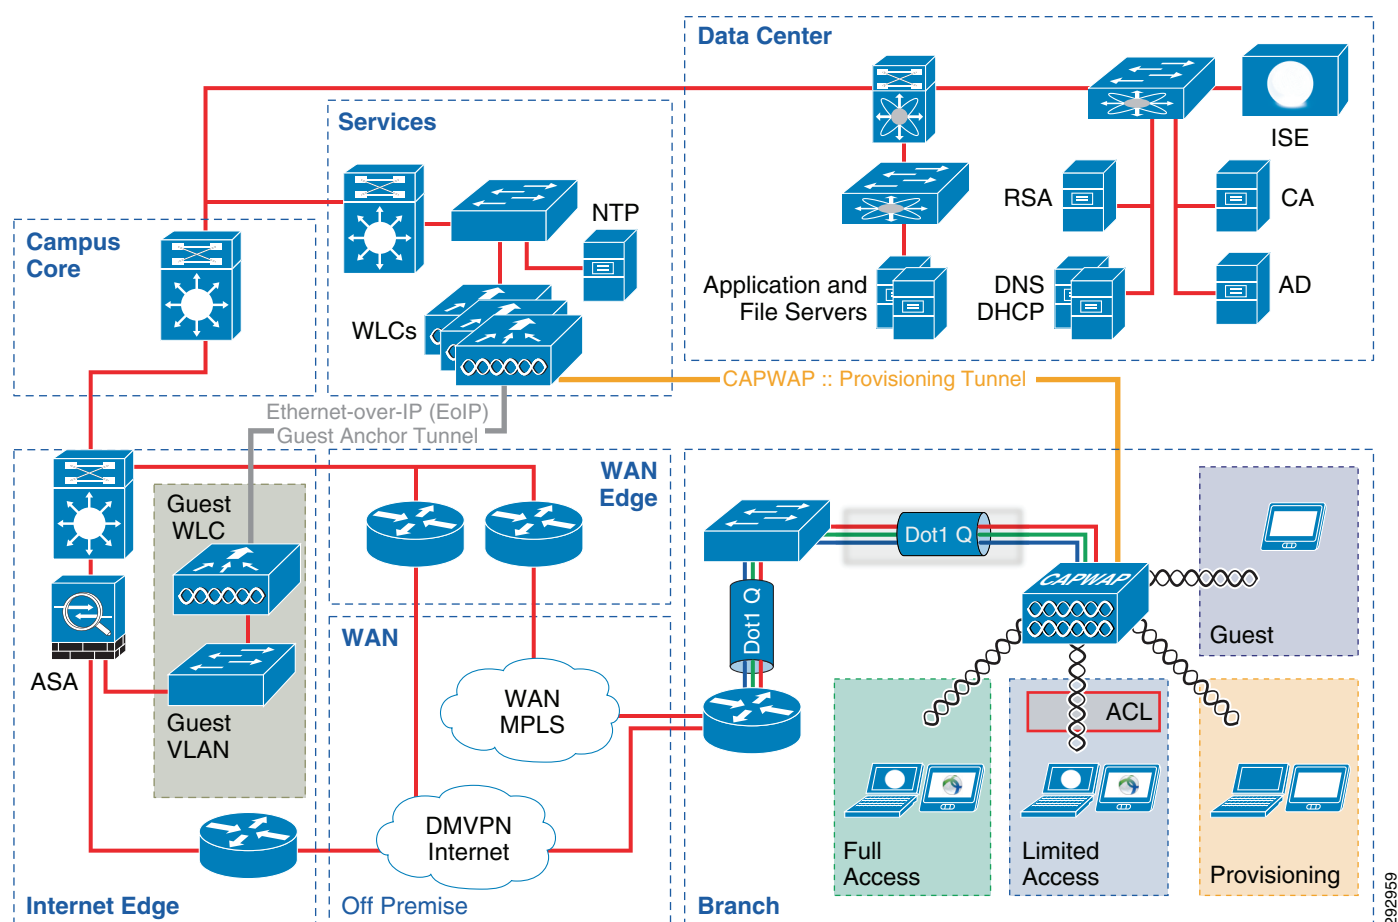 Data Center
ISE
RSA
CA
Application and
File Servers
DNS
DHCP
AD
Services
NTP
WLCs
Campus
Core
CAPWAP :: Provisioning Tunnel
Ethernet-over-IP (EoIP)
Guest Anchor Tunnel
Guest
WLC
ASA
Guest
VLAN
Internet Edge
WAN
Edge
WAN
WAN
MPLS
DMVPN
Internet
Off Premise
Dot1 Q
Dot1 Q
CAPWAP
Guest
ACL
Full
Access
Limited
Access
Provisioning
Branch
292959